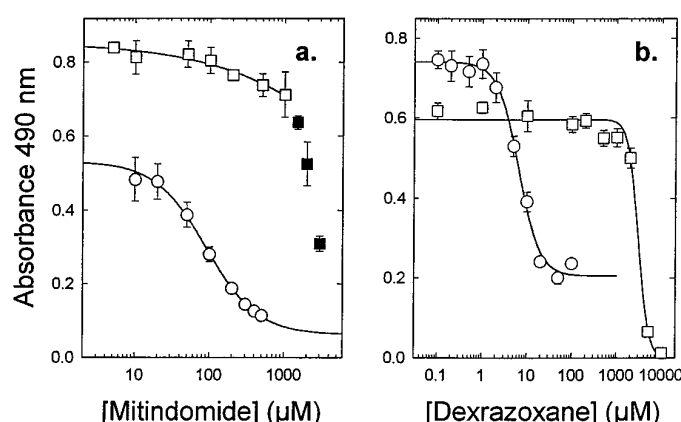 a.
b.
Absorbance 490 nm
0.8
0.6
0.4
0.2
0.0
10 100 1000
[Mitindomide] (µM)
0.8
0.6
0.4
0.2
0.0
0.1 1 10 100 1000 10000
[Dexrazoxane] (µM)